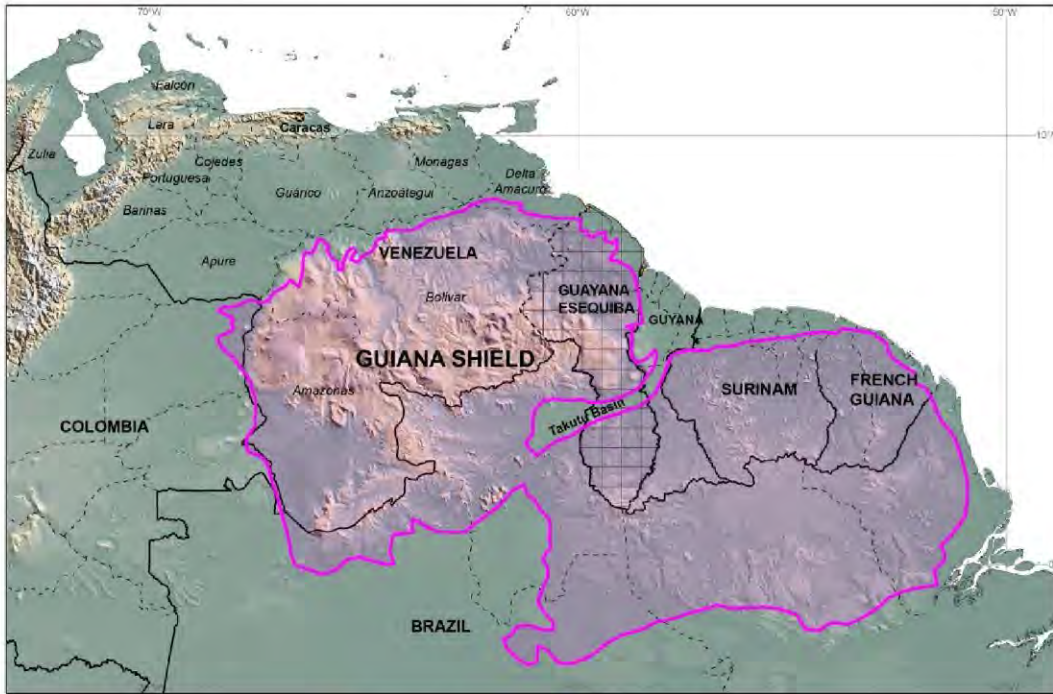 70°W
60°W
50°W
10°N
Falcón
Lara
Caracas
Zulia
Cojedes
Monagas
Portuguesa
Delta
Amacuro
Guárico
Anzoátegui
Barinas
VENEZUELA
Apure
GUAYANA
ESEQUIBA
Bolívar
GUYANA
GUIANA SHIELD
SURINAM
FRENCH
GUIANA
Amazonas
Takutu Basin
COLOMBIA
BRAZIL